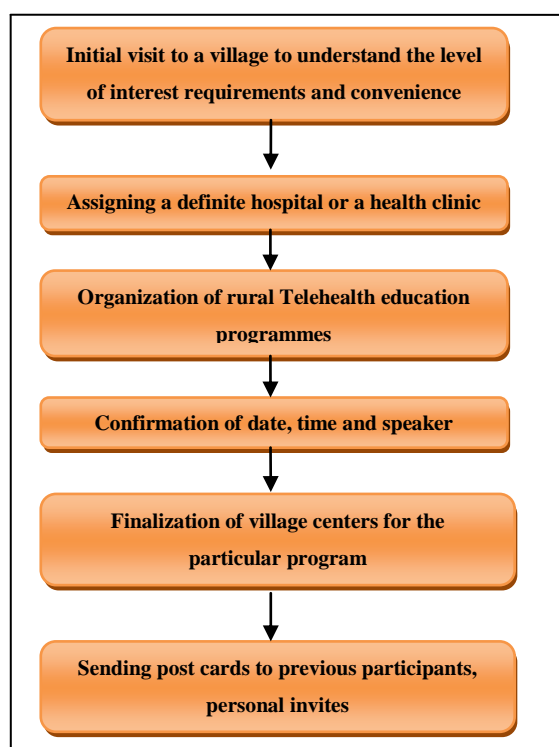 Initial visit to a village to understand the level
of interest requirements and convenience
Assigning a definite hospital or a health clinic
Organization of rural Telehealth education
programmes
Confirmation of date, time and speaker
Finalization of village centers for the
particular program
Sending post cards to previous participants,
personal invites